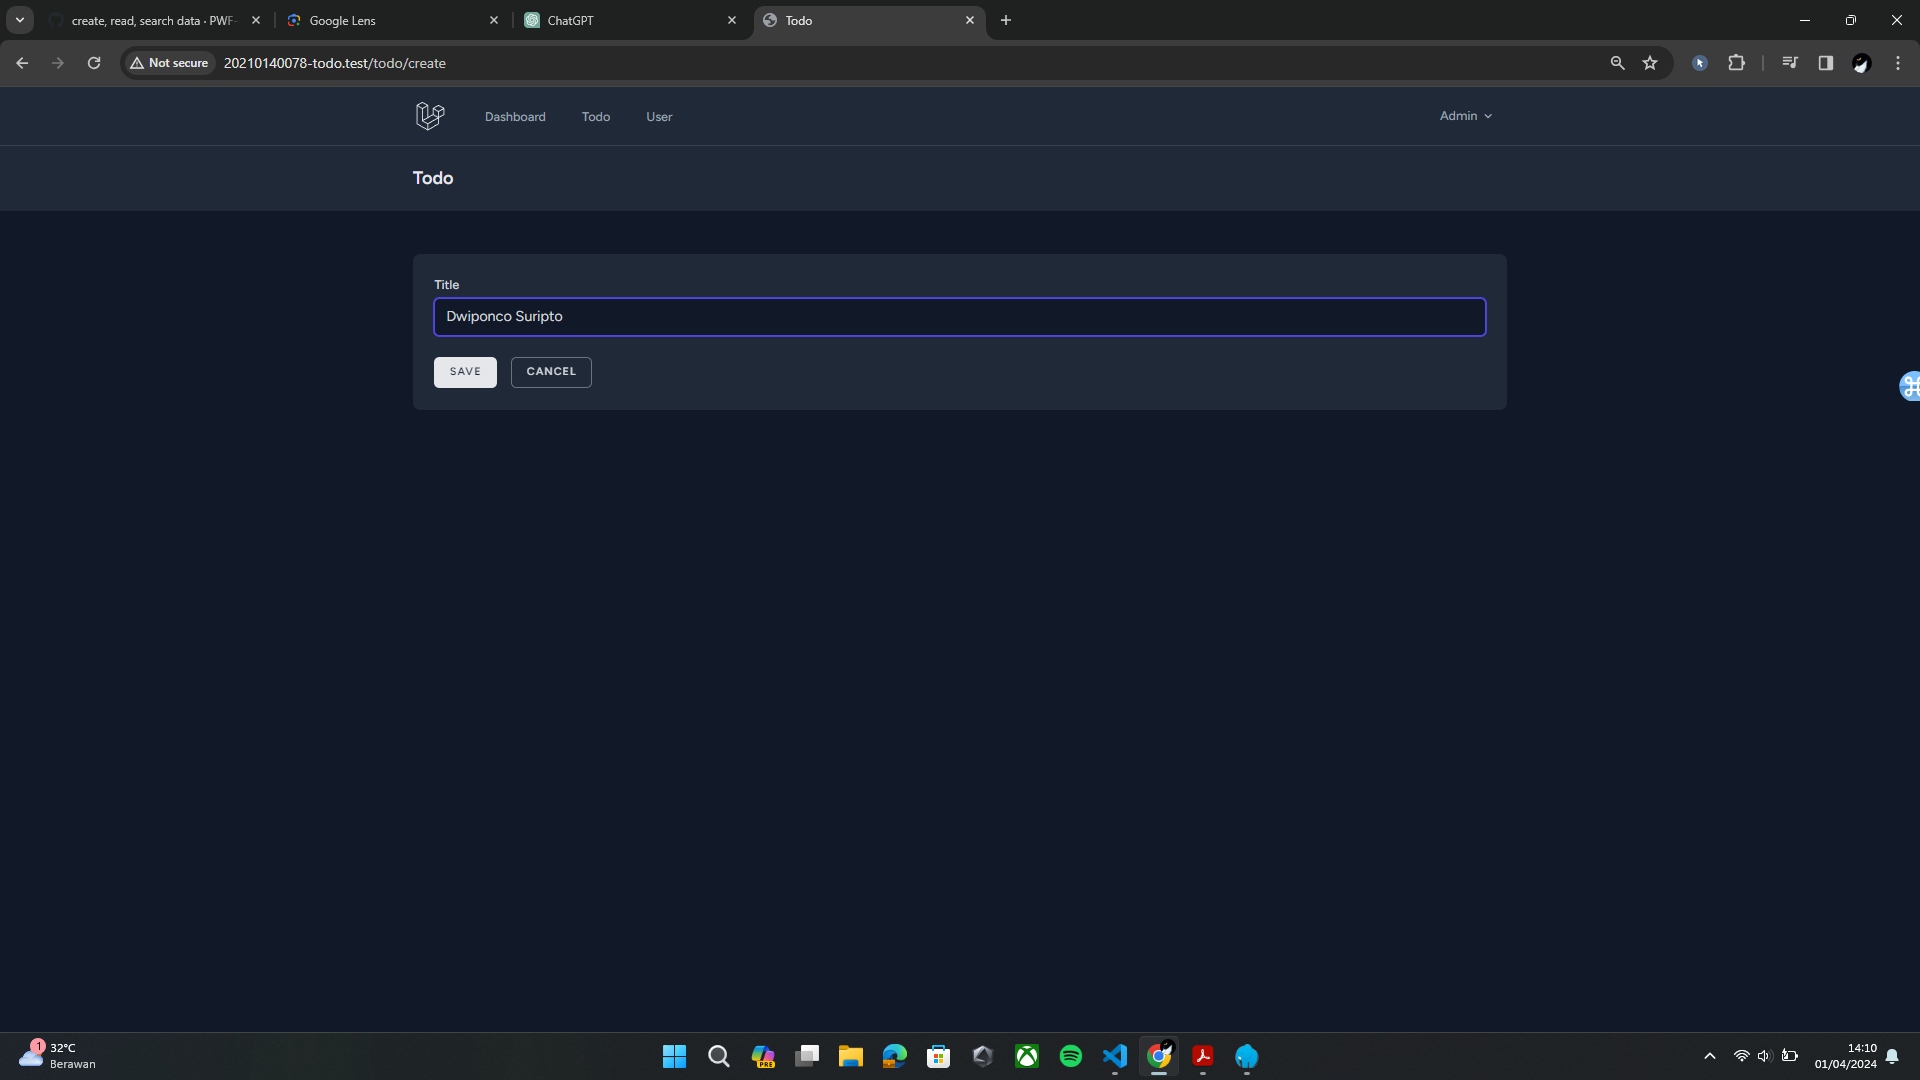 create, read, search data · PWF-
Google Lens
ChatGPT
Todo
Not secure
20210140078-todo.test/todo/create
Dashboard
Todo
User
Admin
Todo
Title
Dwiponco Suripto
SAVE
CANCEL
1
32°C
Berawan
PRE
14:10
01/04/2024